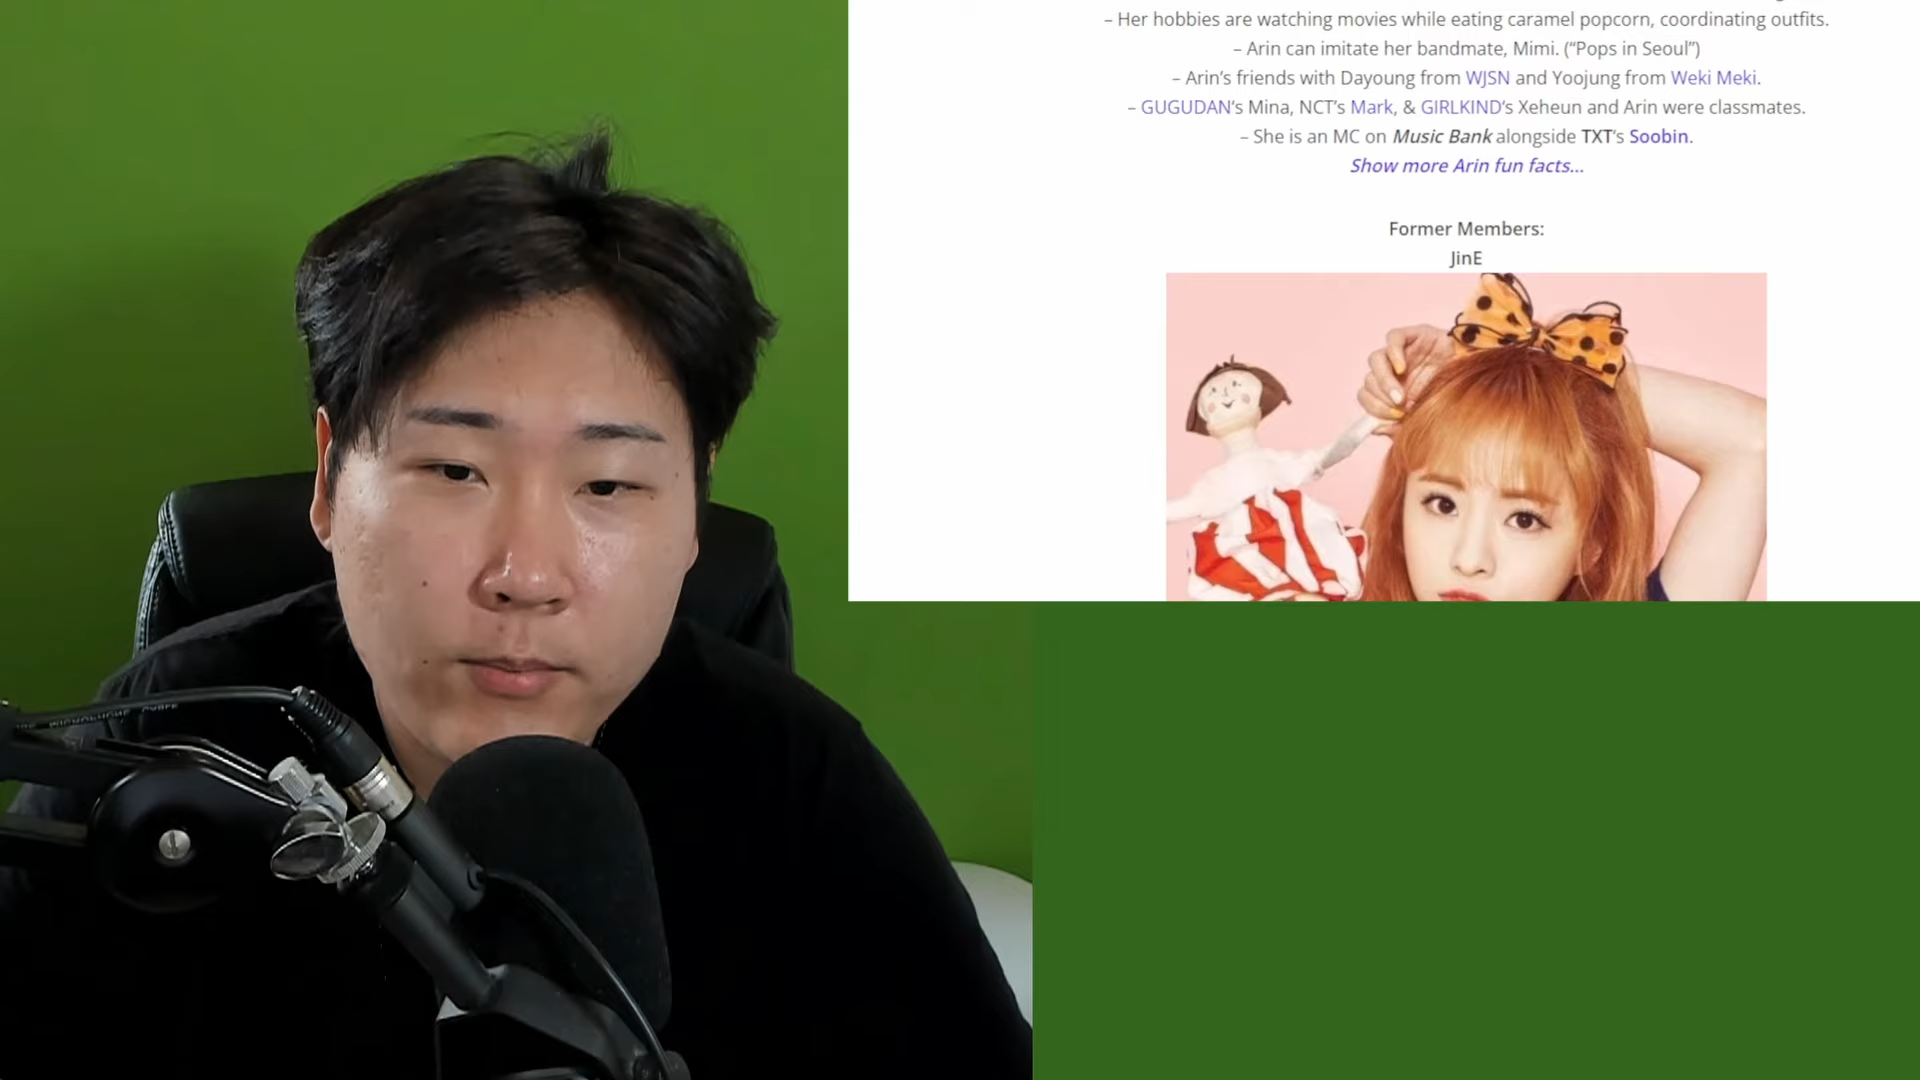 – Her hobbies are watching movies while eating caramel popcorn, coordinating outfits.
– Arin can imitate her bandmate, Mimi. (“Pops in Seoul”)
– Arin’s friends with Dayoung from WJSN and Yoojung from Weki Meki.
– GUGUDAN‘s Mina, NCT’s Mark, & GIRLKIND‘s Xeheun and Arin were classmates.
– She is an MC on Music Bank alongside TXT‘s Soobin.
Show more Arin fun facts…
Former Members:
JinE